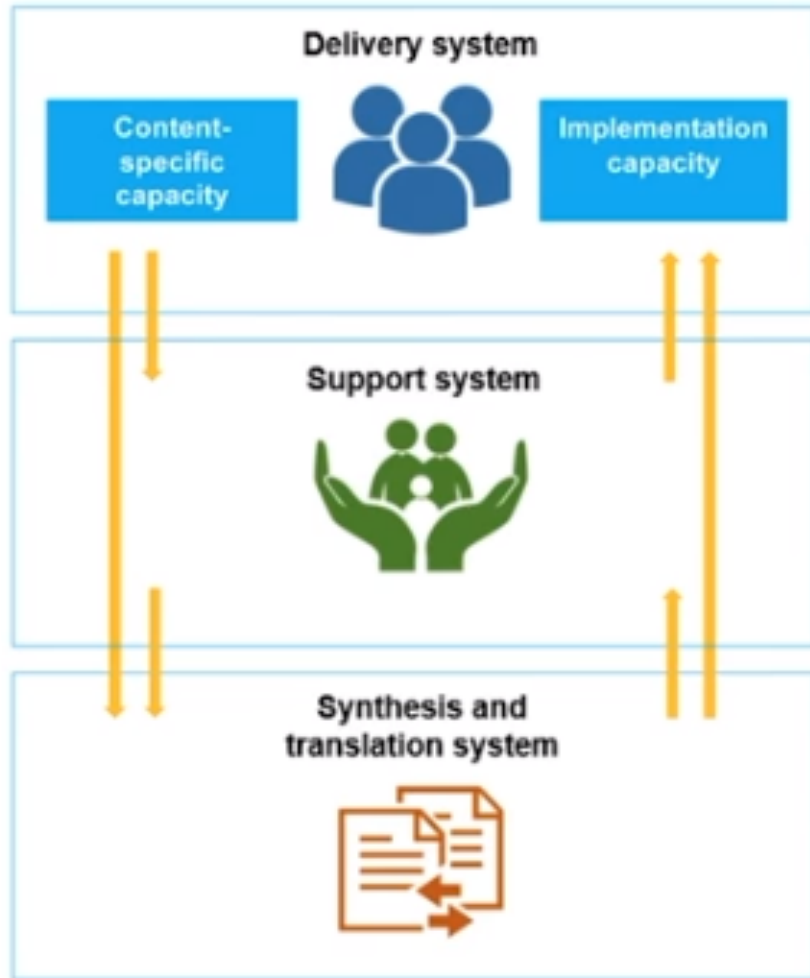 Delivery system
Content-
specific
capacity
Implementation
capacity
Support system
Synthesis and
translation system